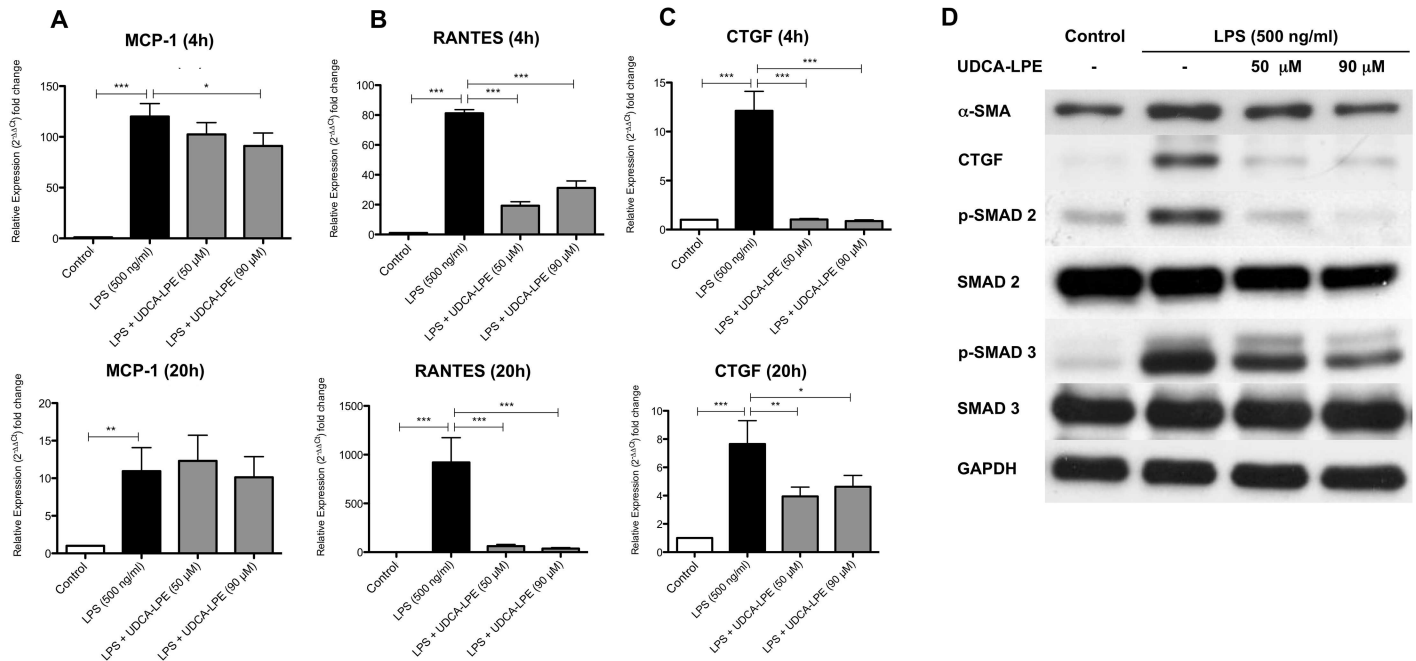 A
MCP-1 (4h)
Relative Expression (2-ΔΔCt) fold change
150
100
50
0
***
*
Control
LPS (500 ng/ml)
LPS + UDCA-LPE (50 µM)
LPS + UDCA-LPE (90 µM)
B
RANTES (4h)
Relative Expression (2-ΔΔCt) fold change
100
80
60
40
20
0
***
***
***
Control
LPS (500 ng/ml)
LPS + UDCA-LPE (50 µM)
LPS + UDCA-LPE (90 µM)
C
CTGF (4h)
Relative Expression (2-ΔΔCt) fold change
15
10
5
0
***
***
***
Control
LPS (500 ng/ml)
LPS + UDCA-LPE (50 µM)
LPS + UDCA-LPE (90 µM)
MCP-1 (20h)
Relative Expression (2-ΔΔCt) fold change
20
15
10
5
0
**
Control
LPS (500 ng/ml)
LPS + UDCA-LPE (50 µM)
LPS + UDCA-LPE (90 µM)
RANTES (20h)
Relative Expression (2-ΔΔCt) fold change
1500
1000
500
0
***
***
***
Control
LPS (500 ng/ml)
LPS + UDCA-LPE (50 µM)
LPS + UDCA-LPE (90 µM)
CTGF (20h)
Relative Expression (2-ΔΔCt) fold change
10
8
6
4
2
0
***
**
*
Control
LPS (500 ng/ml)
LPS + UDCA-LPE (50 µM)
LPS + UDCA-LPE (90 µM)
D
Control LPS (500 ng/ml)
UDCA-LPE - - 50 µM 90 µM
α-SMA
CTGF
p-SMAD 2
SMAD 2
p-SMAD 3
SMAD 3
GAPDH